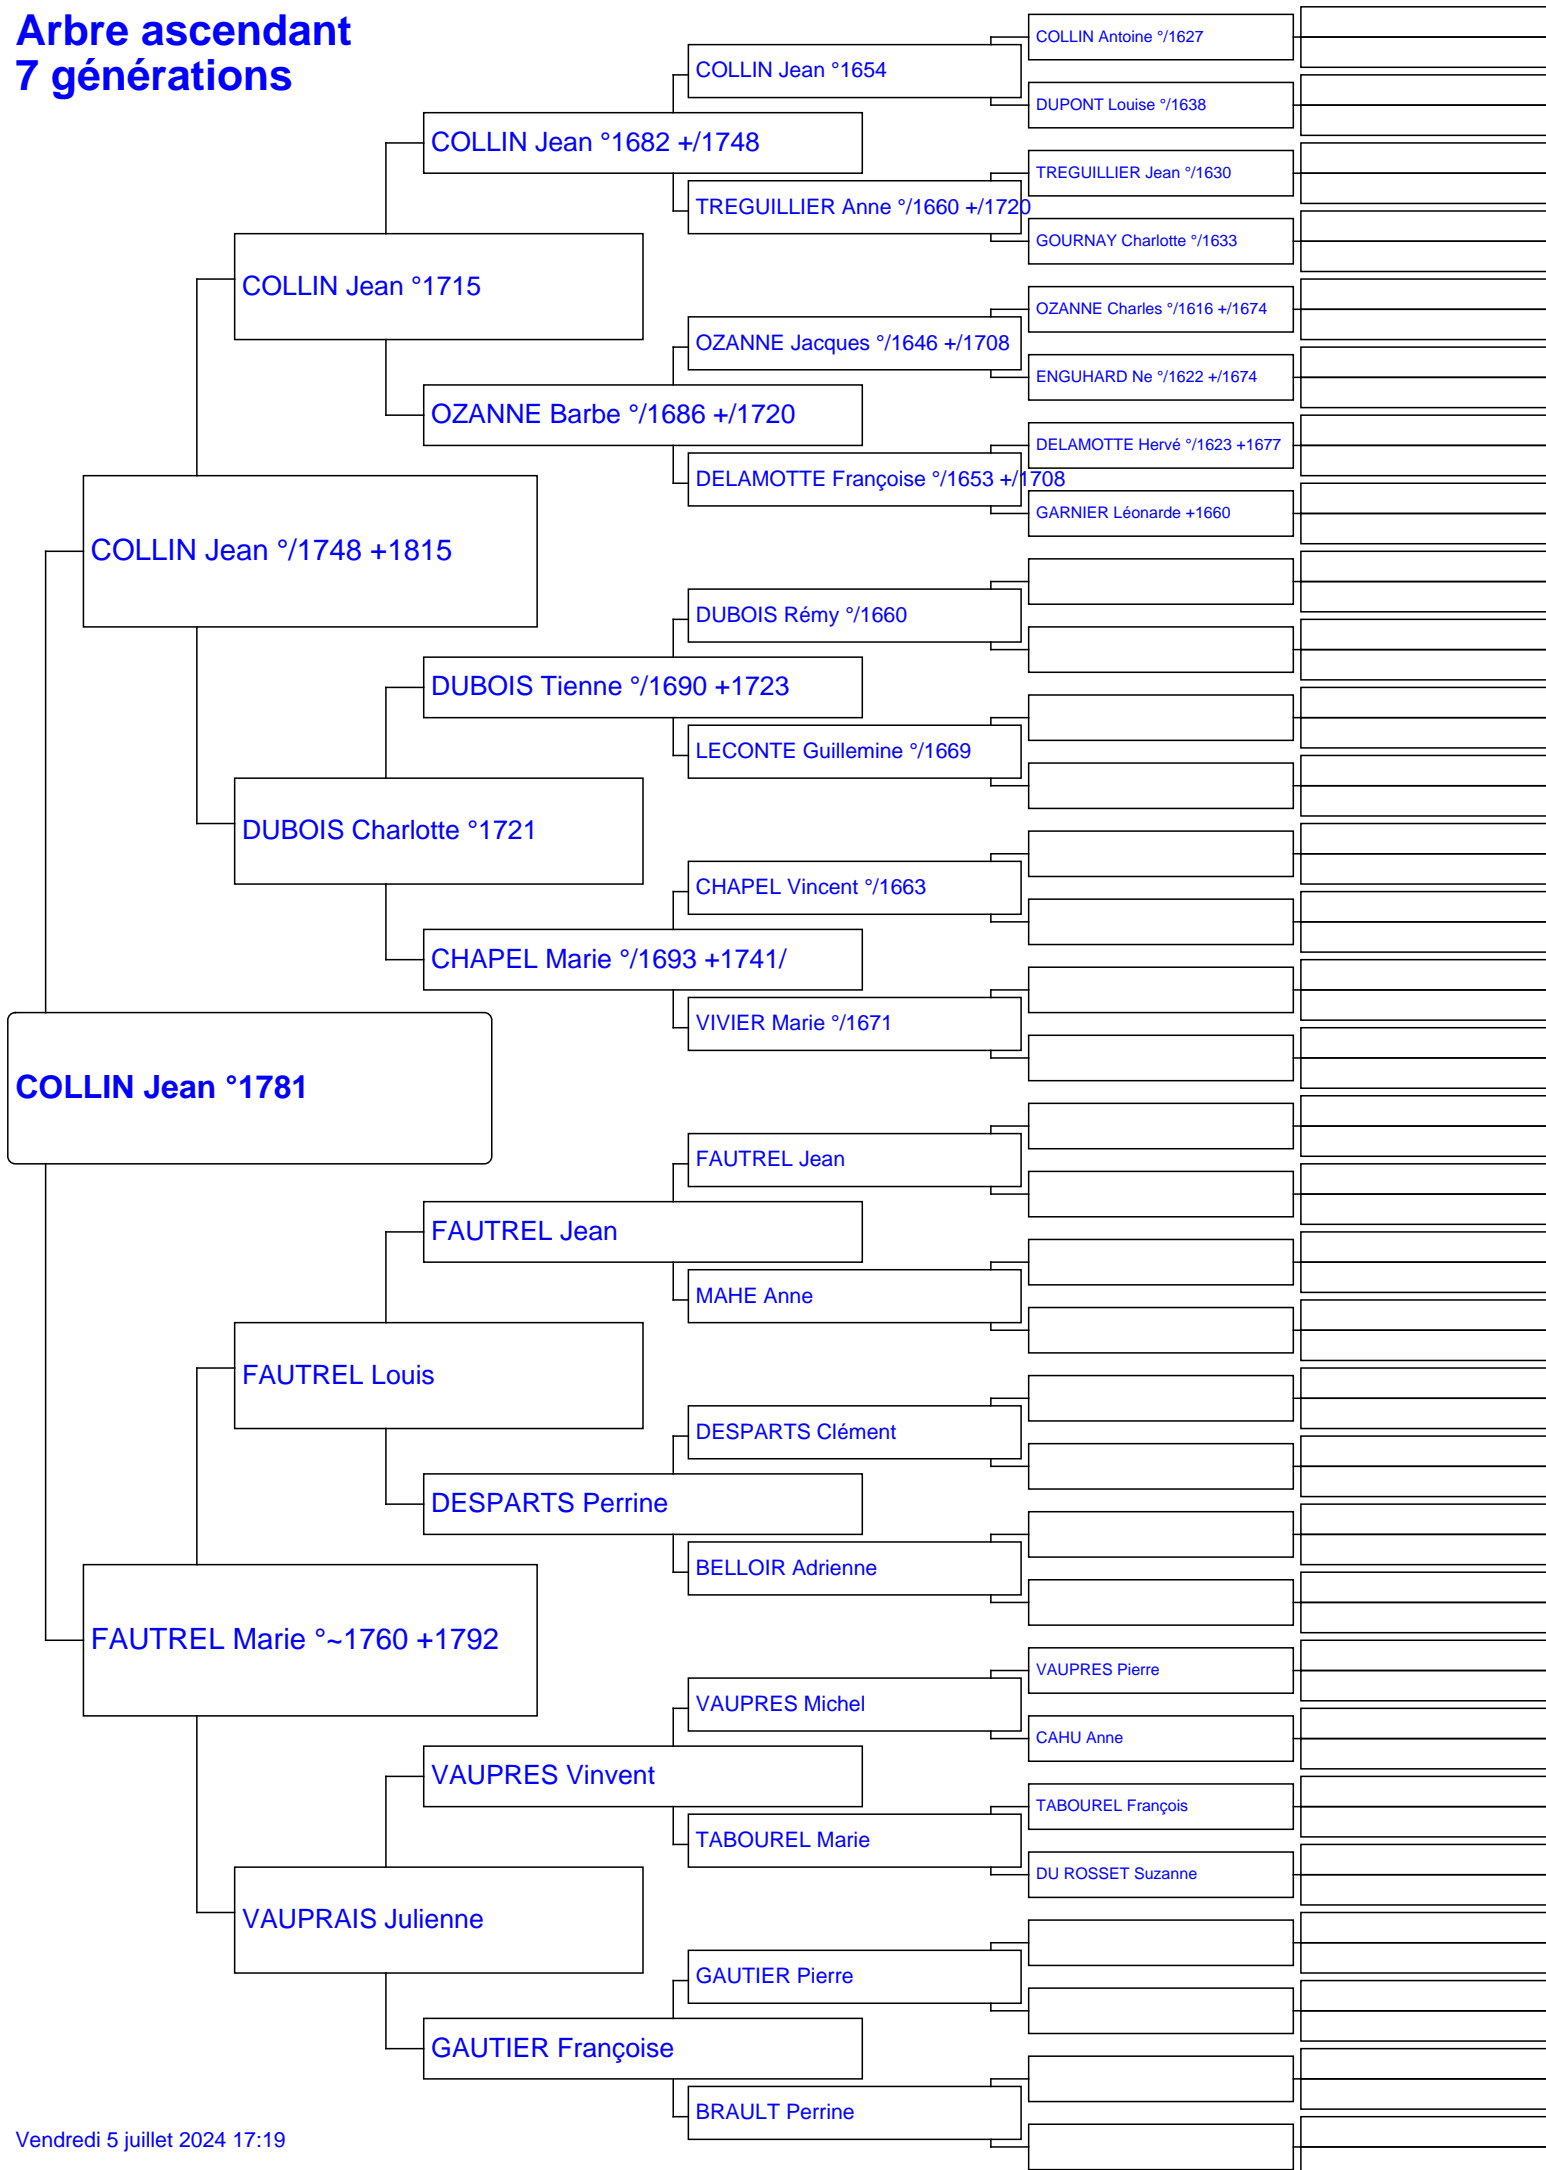 Arbre ascendant
7 générations
COLLIN Antoine °/1627
COLLIN Jean °1654
DUPONT Louise °/1638
COLLIN Jean °1682 +/1748
TREGUILLIER Jean °/1630
TREGUILLIER Anne °/1660 +/1720
GOURNAY Charlotte °/1633
COLLIN Jean °1715
OZANNE Charles °/1616 +/1674
OZANNE Jacques °/1646 +/1708
ENGUHARD Ne °/1622 +/1674
OZANNE Barbe °/1686 +/1720
DELAMOTTE Hervé °/1623 +1677
DELAMOTTE Françoise °/1653 +/1708
GARNIER Léonarde +1660
COLLIN Jean °/1748 +1815
DUBOIS Rémy °/1660
DUBOIS Tienne °/1690 +1723
LECONTE Guillemine °/1669
DUBOIS Charlotte °1721
CHAPEL Vincent °/1663
CHAPEL Marie °/1693 +1741/
VIVIER Marie °/1671
COLLIN Jean °1781
FAUTREL Jean
FAUTREL Jean
MAHE Anne
FAUTREL Louis
DESPARTS Clément
DESPARTS Perrine
BELLOIR Adrienne
FAUTREL Marie °~1760 +1792
VAUPRES Pierre
VAUPRES Michel
CAHU Anne
VAUPRES Vinvent
TABOUREL François
TABOUREL Marie
DU ROSSET Suzanne
VAUPRAIS Julienne
GAUTIER Pierre
GAUTIER Françoise
BRAULT Perrine
Vendredi 5 juillet 2024 17:19